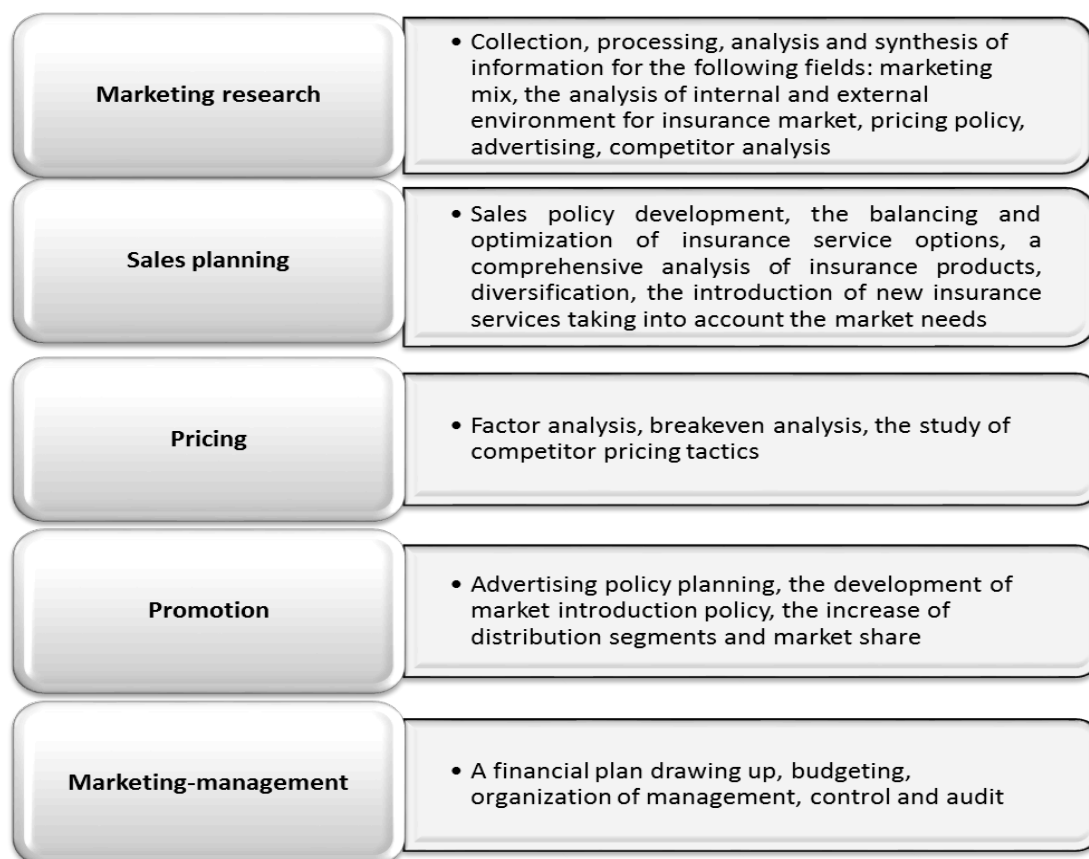 Marketing research
• Collection, processing, analysis and synthesis of
information for the following fields: marketing
mix, the analysis of internal and external
environment for insurance market, pricing policy,
advertising, competitor analysis
Sales planning
• Sales policy development, the balancing and
optimization of insurance service options, a
comprehensive analysis of insurance products,
diversification, the introduction of new insurance
services taking into account the market needs
Pricing
• Factor analysis, breakeven analysis, the study of
competitor pricing tactics
Promotion
• Advertising policy planning, the development of
market introduction policy, the increase of
distribution segments and market share
Marketing-management
• A financial plan drawing up, budgeting,
organization of management, control and audit